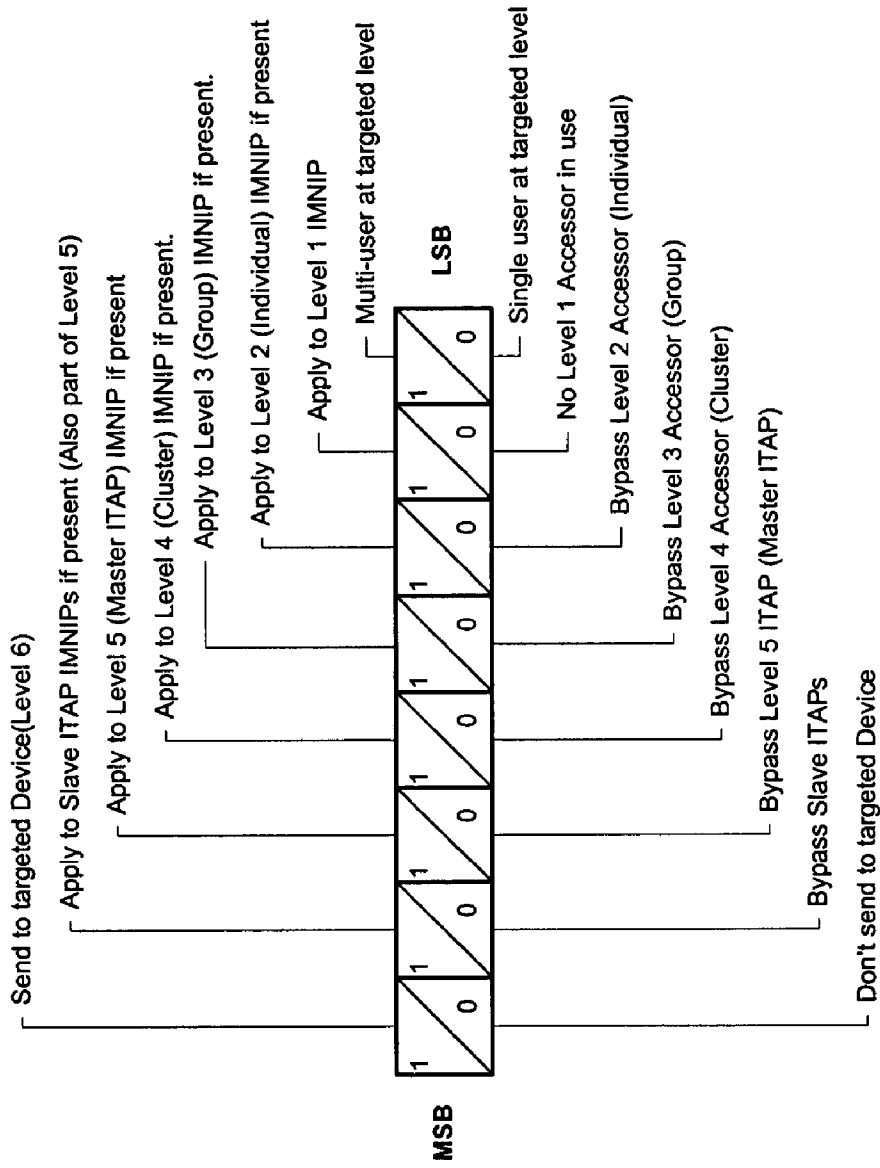 Send to targeted Device(Level 6)
Apply to Slave ITAP IMNIPs if present (Also part of Level 5)
Apply to Level 5 (Master ITAP) IMNIP if present
Apply to Level 4 (Cluster) IMNIP if present.
Apply to Level 3 (Group) IMNIP if present.
Apply to Level 2 (Individual) IMNIP if present
Apply to Level 1 IMNIP
Multi-user at targeted level
MSB
1 0 1 0 1 0 1 0 1 0 1 0 1 0 1 0
LSB
Single user at targeted level
No Level 1 Accessor in use
Bypass Level 2 Accessor (Individual)
Bypass Level 3 Accessor (Group)
Bypass Level 4 Accessor (Cluster)
Bypass Level 5 ITAP (Master ITAP)
Bypass Slave ITAPs
Don't send to targeted Device